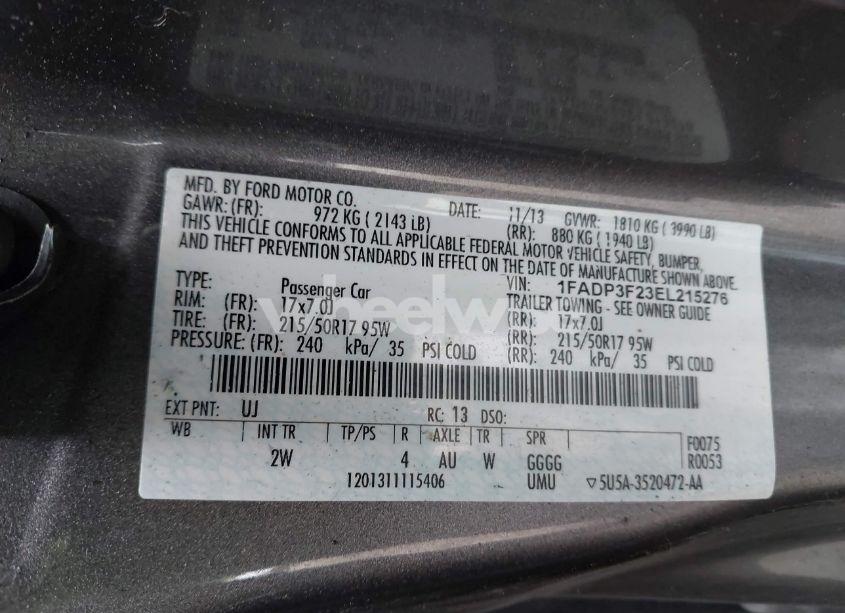 MFD. BY FORD MOTOR CO. DATE: 11/13 GVWR: 1810 KG ( 3990 LB)
GAWR: (FR): 972 KG ( 2143 LB) (RR): 880 KG ( 1940 LB)
THIS VEHICLE CONFORMS TO ALL APPLICABLE FEDERAL MOTOR VEHICLE SAFETY, BUMPER,
AND THEFT PREVENTION STANDARDS IN EFFECT ON THE DATE OF MANUFACTURE SHOWN ABOVE.
VIN: 1FADP3F23EL215276
TYPE: Passenger Car TRAILER TOWING - SEE OWNER GUIDE
RIM: (FR): 17x7.0J (RR): 17x7.0J
TIRE: (FR): 215/50R17 95W (RR): 215/50R17 95W
PRESSURE: (FR): 240 kPa/ 35 PSI COLD (RR): 240 kPa/ 35 PSI COLD
EXT PNT: UJ RC: 13 DSO:
WB INT TR TP/PS R AXLE TR SPR F0075
2W 4 AU W GGGG R0053
1201311115406 UMU ▽5U5A-3520472-AA